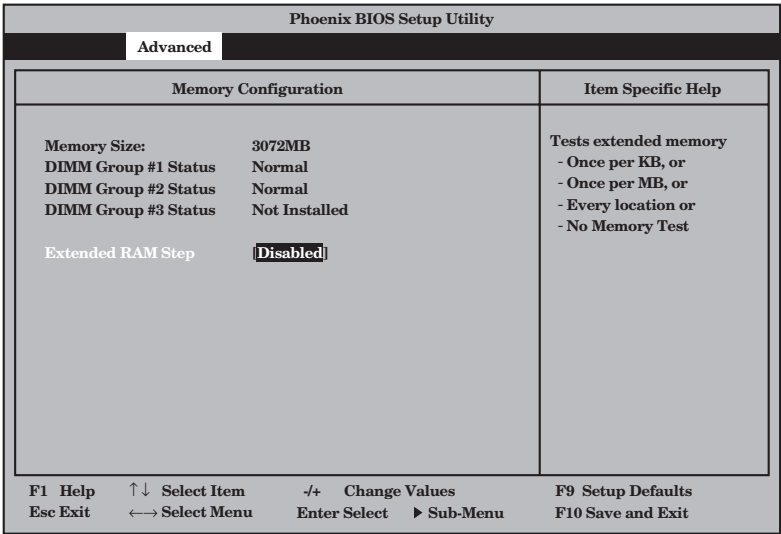 Phoenix BIOS Setup Utility
Advanced
Memory Configuration
Item Specific Help
Memory Size: 3072MB
DIMM Group #1 Status Normal
DIMM Group #2 Status Normal
DIMM Group #3 Status Not Installed
Extended RAM Step [Disabled]
Tests extended memory
- Once per KB, or
- Once per MB, or
- Every location or
- No Memory Test
F1 Help ↑↓ Select Item -/+ Change Values F9 Setup Defaults
Esc Exit ←→ Select Menu Enter Select ▶ Sub-Menu F10 Save and Exit